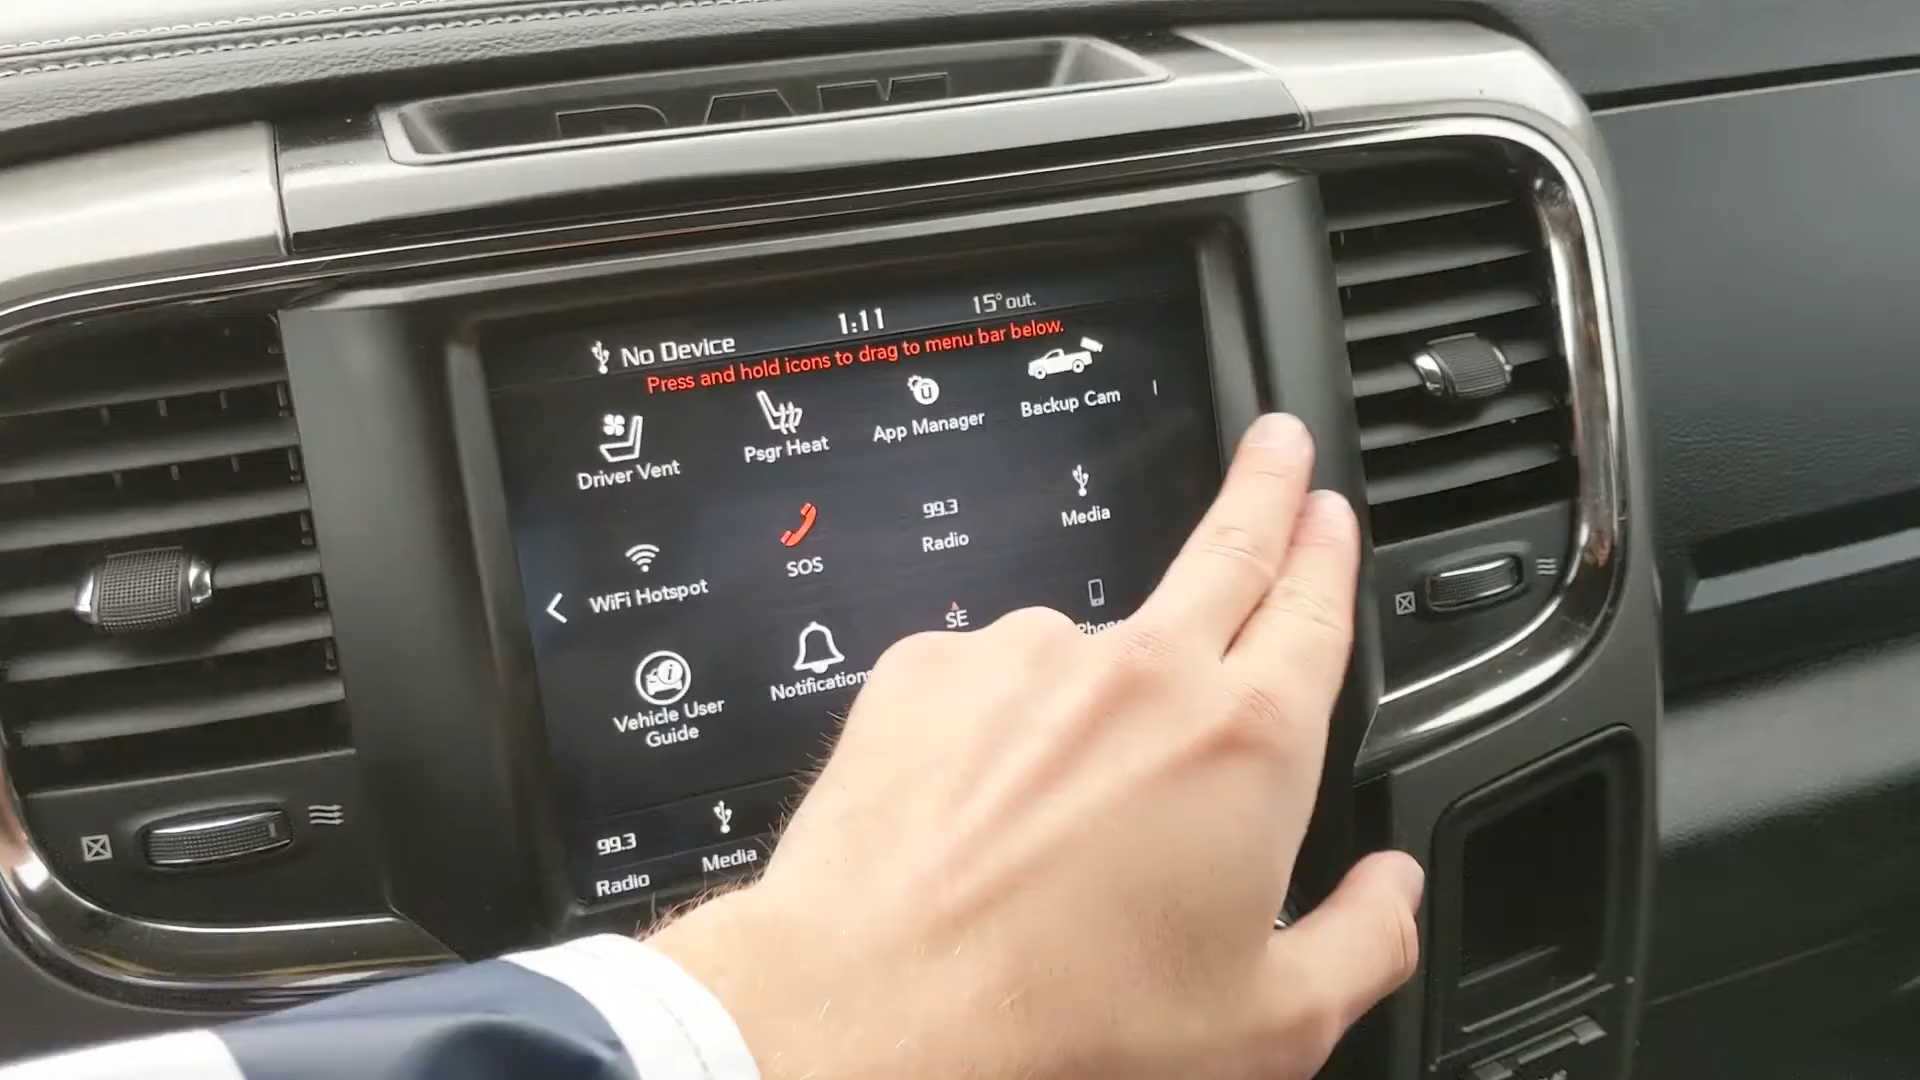 RAM
No Device
1:11
15° out.
Press and hold icons to drag to menu bar below.
Driver Vent
Psgr Heat
App Manager
Backup Cam
WiFi Hotspot
SOS
99.3
Radio
Media
Vehicle User
Guide
Notifications
SE
Phone
99.3
Radio
Media